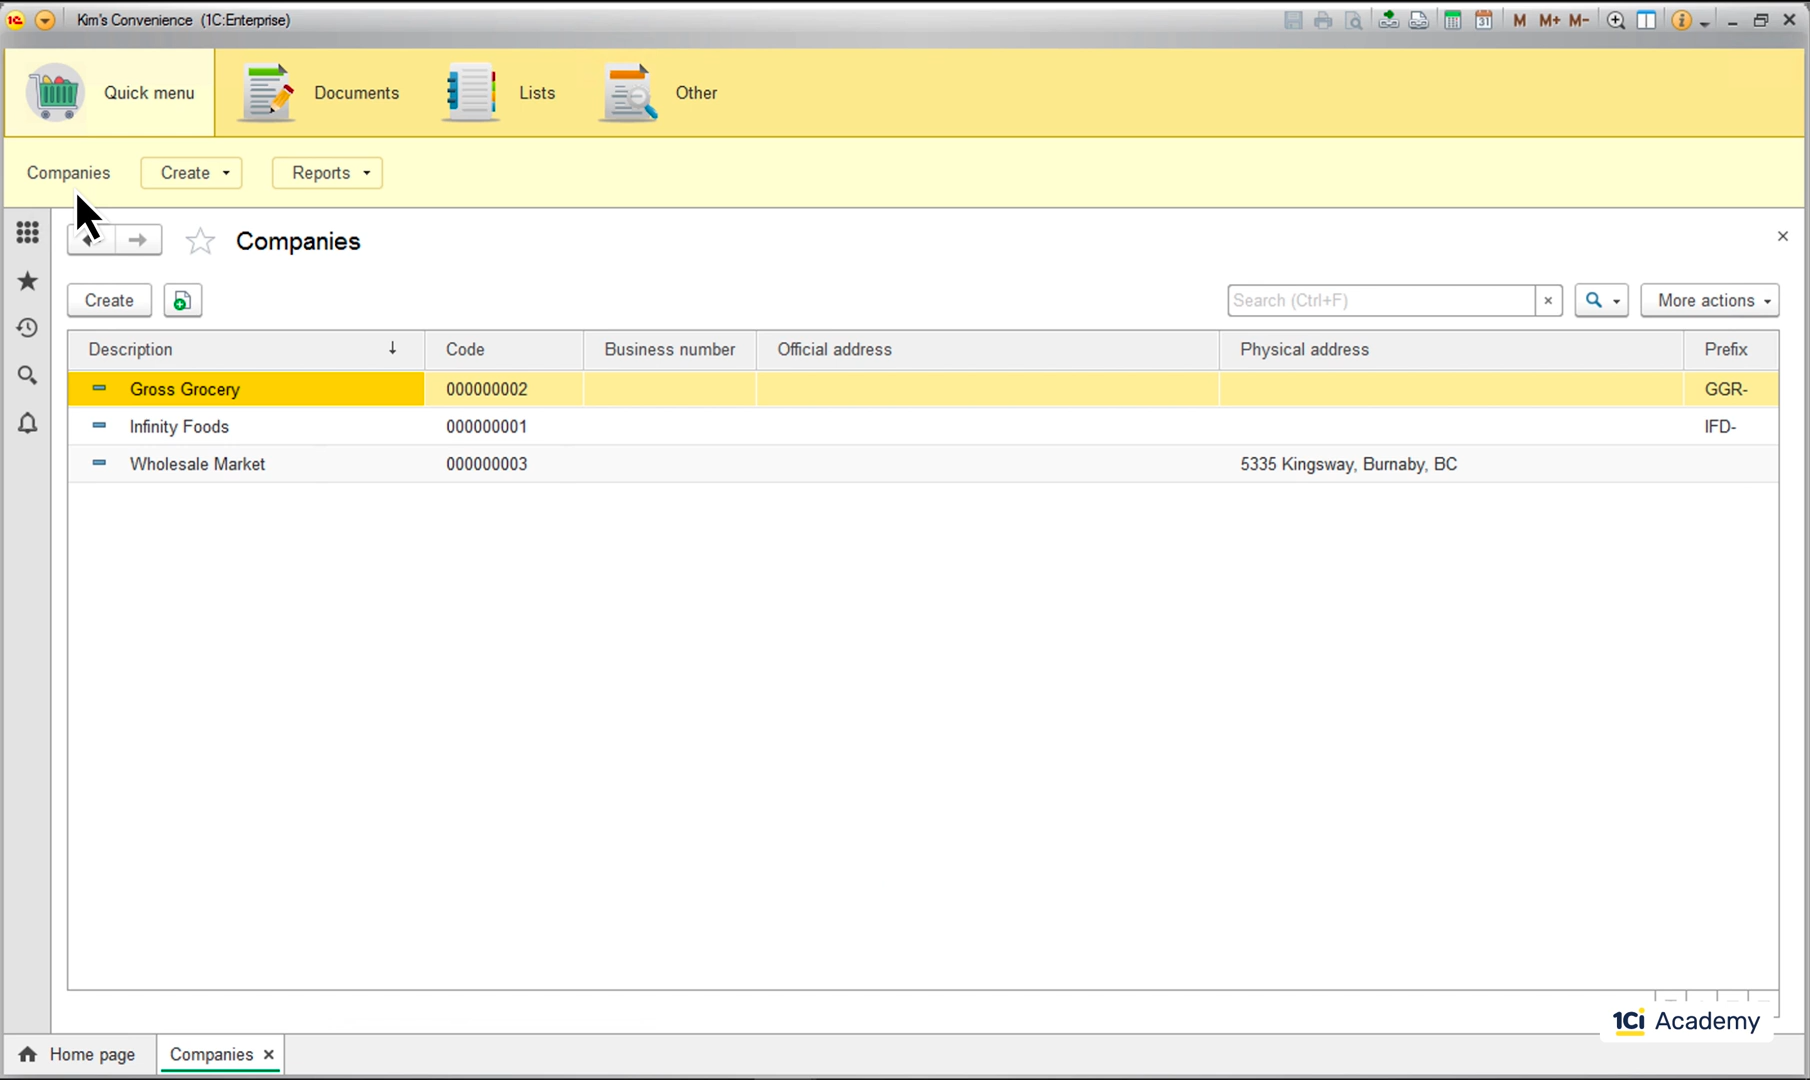 Kim's Convenience (1C:Enterprise)
M M+ M-
Quick menu Documents Lists Other
Companies Create Reports
Companies
Create Search (Ctrl+F) More actions
Description Code Business number Official address Physical address Prefix
Gross Grocery 000000002 GGR-
Infinity Foods 000000001 IFD-
Wholesale Market 000000003 5335 Kingsway, Burnaby, BC
1Ci Academy
Home page Companies